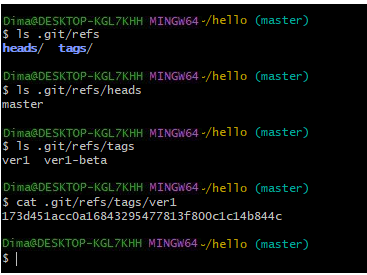 Dima@DESKTOP-KGL7KHH MINGW64 ~/hello (master)
$ ls .git/refs
heads/ tags/
Dima@DESKTOP-KGL7KHH MINGW64 ~/hello (master)
$ ls .git/refs/heads
master
Dima@DESKTOP-KGL7KHH MINGW64 ~/hello (master)
$ ls .git/refs/tags
ver1 ver1-beta
Dima@DESKTOP-KGL7KHH MINGW64 ~/hello (master)
$ cat .git/refs/tags/ver1
173d451acc0a16843295477813f800c1c14b844c
Dima@DESKTOP-KGL7KHH MINGW64 ~/hello (master)
$